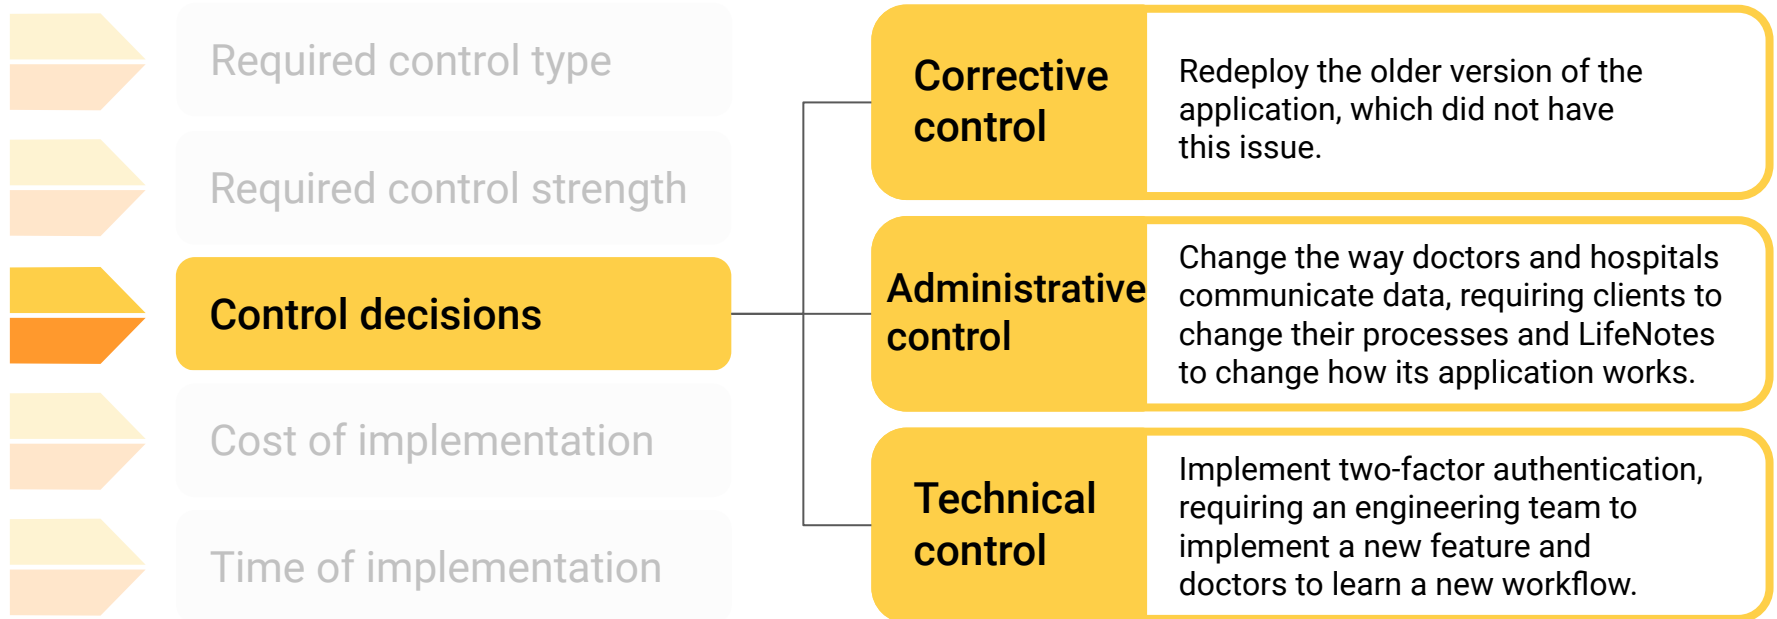 Required control type
Required control strength
Control decisions
Cost of implementation
Time of implementation
Corrective
control
Redeploy the older version of the
application, which did not have
this issue.
Administrative
control
Change the way doctors and hospitals
communicate data, requiring clients to
change their processes and LifeNotes
to change how its application works.
Technical
control
Implement two-factor authentication,
requiring an engineering team to
implement a new feature and
doctors to learn a new workflow.